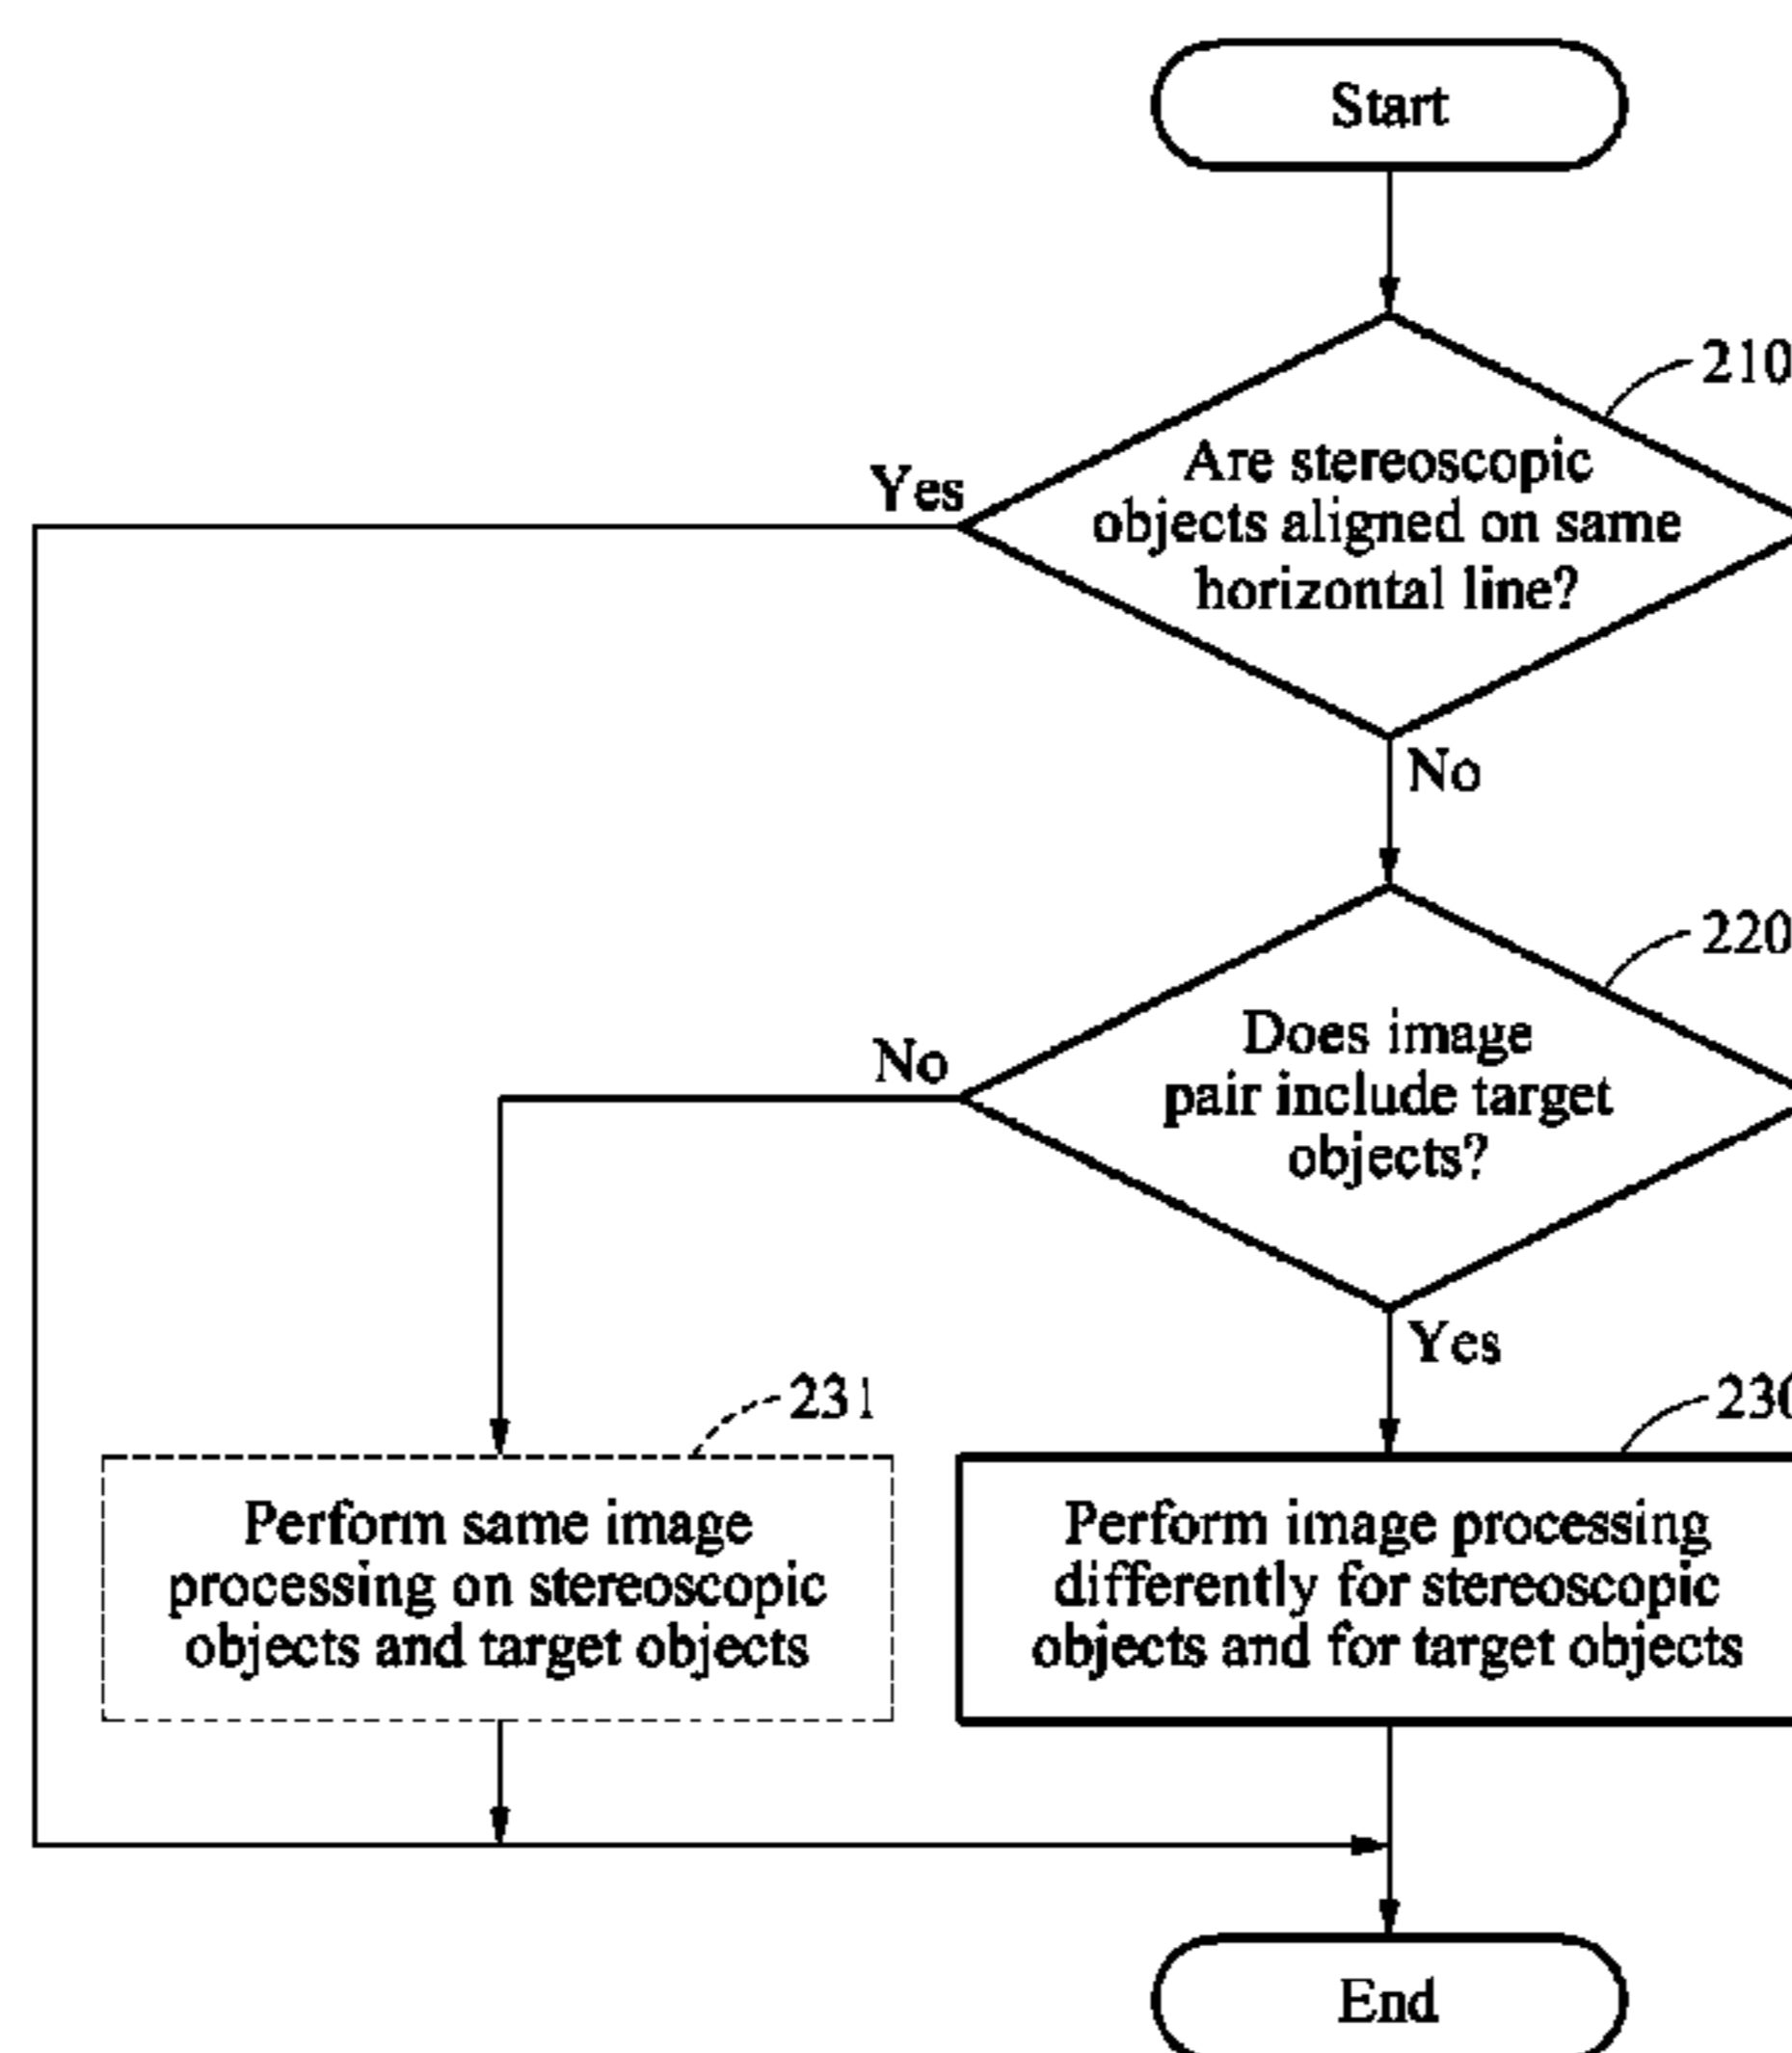 Start
210
Are stereoscopic
objects aligned on same
horizontal line?
Yes
No
220
Does image
pair include target
objects?
No
Yes
231
230
Perform same image
processing on stereoscopic
objects and target objects
Perform image processing
differently for stereoscopic
objects and for target objects
End